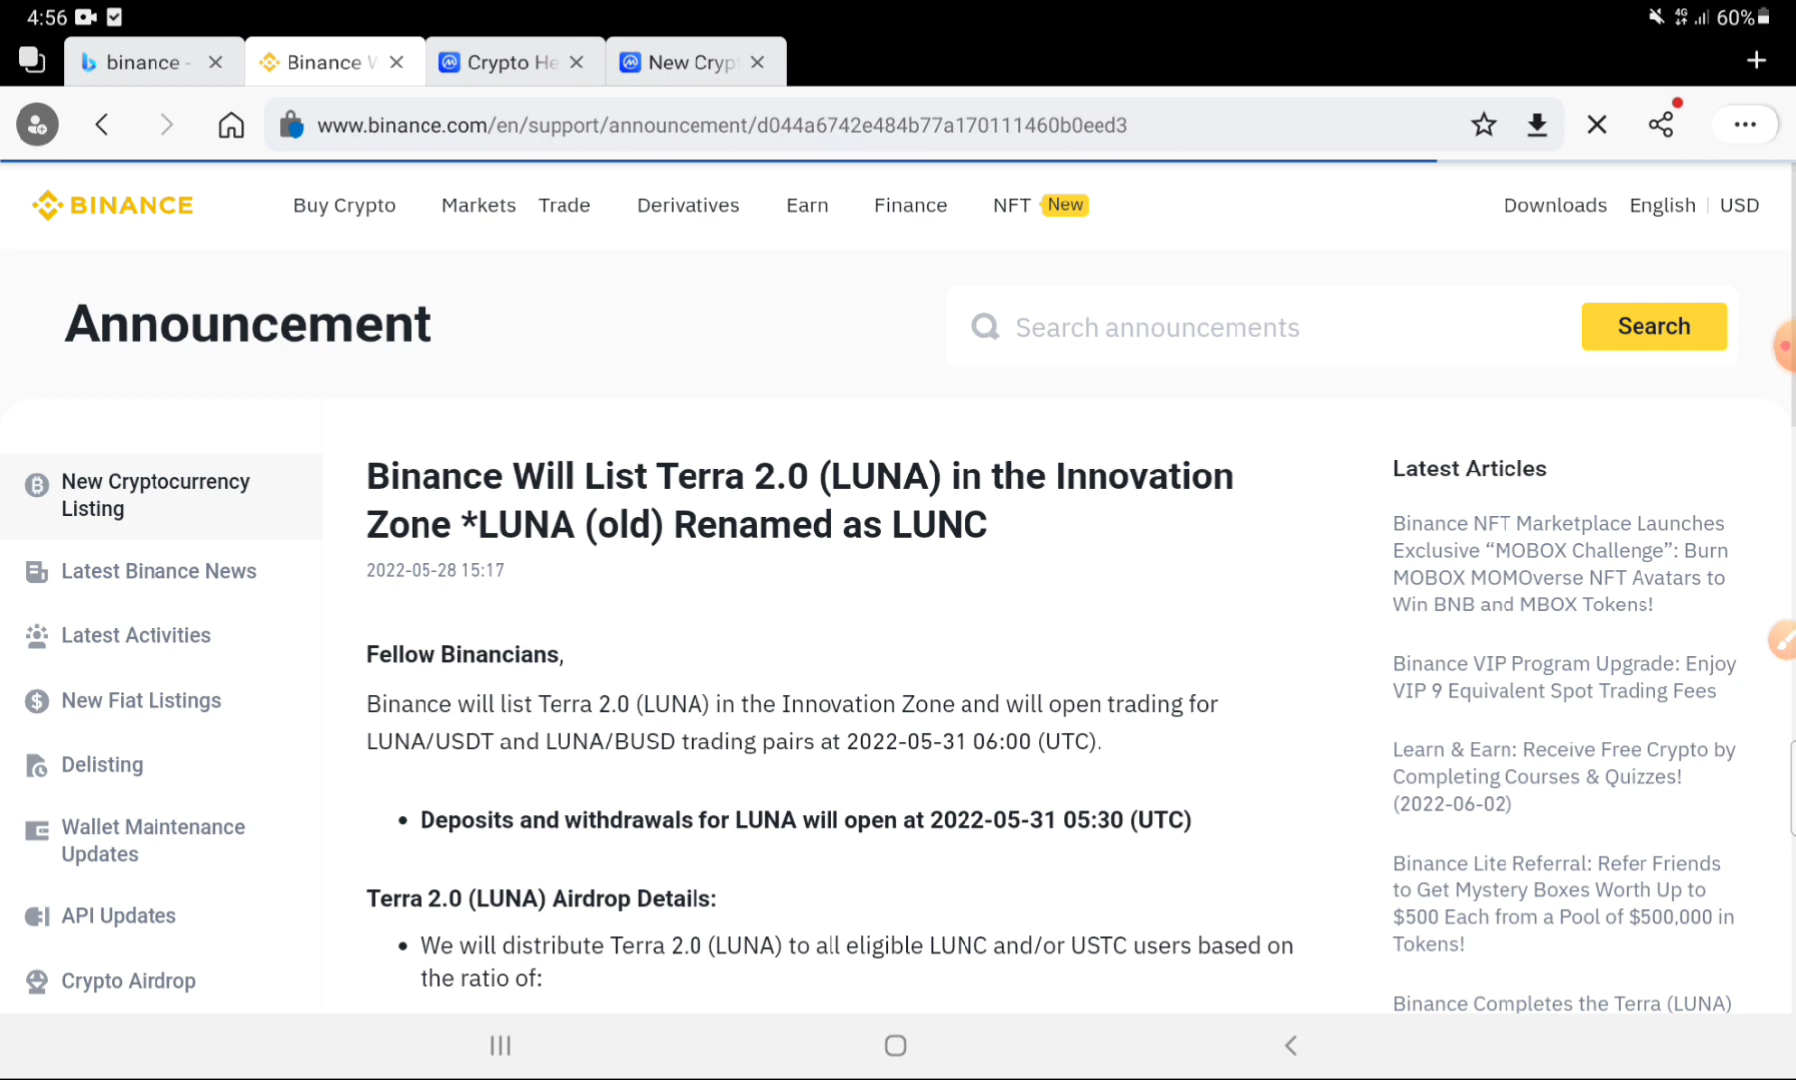 4:56
4G 60%
binance -
Binance W
Crypto He
New Cryp
www.binance.com/en/support/announcement/d044a6742e484b77a170111460b0eed3
BINANCE
Buy Crypto Markets Trade Derivatives Earn Finance NFT New
Downloads English USD
Announcement
Search announcements
Search
New Cryptocurrency
Listing
Latest Binance News
Latest Activities
New Fiat Listings
Delisting
Wallet Maintenance
Updates
API Updates
Crypto Airdrop
Binance Will List Terra 2.0 (LUNA) in the Innovation
Zone *LUNA (old) Renamed as LUNC
2022-05-28 15:17
Fellow Binancians,
Binance will list Terra 2.0 (LUNA) in the Innovation Zone and will open trading for
LUNA/USDT and LUNA/BUSD trading pairs at 2022-05-31 06:00 (UTC).
• Deposits and withdrawals for LUNA will open at 2022-05-31 05:30 (UTC)
Terra 2.0 (LUNA) Airdrop Details:
• We will distribute Terra 2.0 (LUNA) to all eligible LUNC and/or USTC users based on
the ratio of:
Latest Articles
Binance NFT Marketplace Launches
Exclusive “MOBOX Challenge”: Burn
MOBOX MOMOverse NFT Avatars to
Win BNB and MBOX Tokens!
Binance VIP Program Upgrade: Enjoy
VIP 9 Equivalent Spot Trading Fees
Learn & Earn: Receive Free Crypto by
Completing Courses & Quizzes!
(2022-06-02)
Binance Lite Referral: Refer Friends
to Get Mystery Boxes Worth Up to
$500 Each from a Pool of $500,000 in
Tokens!
Binance Completes the Terra (LUNA)